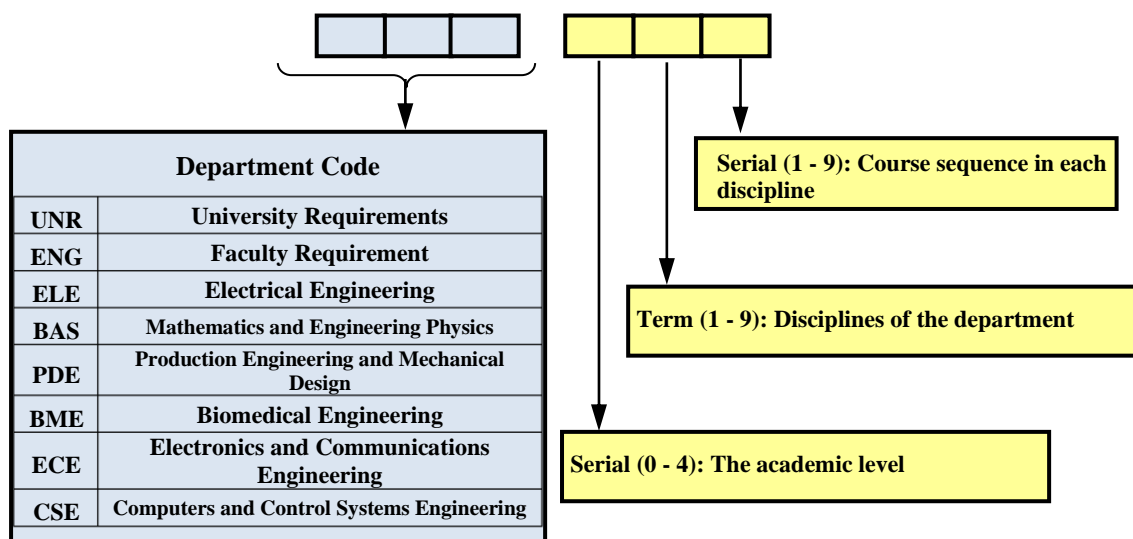 Department Code
UNR University Requirements
ENG Faculty Requirement
ELE Electrical Engineering
BAS Mathematics and Engineering Physics
PDE Production Engineering and Mechanical
Design
BME Biomedical Engineering
ECE Electronics and Communications
Engineering
CSE Computers and Control Systems Engineering
Serial (1 - 9): Course sequence in each
discipline
Term (1 - 9): Disciplines of the department
Serial (0 - 4): The academic level